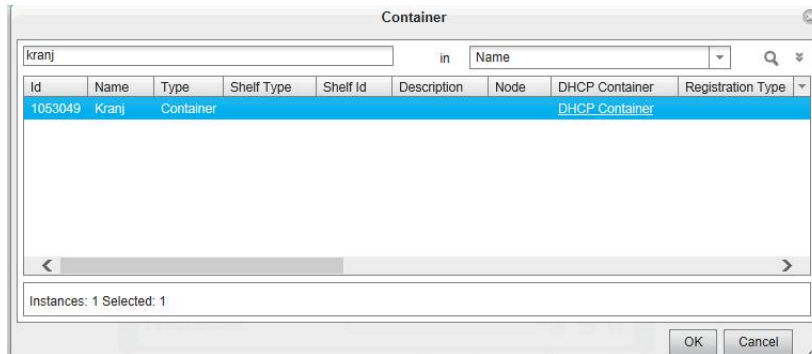 Container
kranj in Name
Id Name Type Shelf Type Shelf Id Description Node DHCP Container Registration Type
1053049 Kranj Container DHCP Container
Instances: 1 Selected: 1
OK Cancel